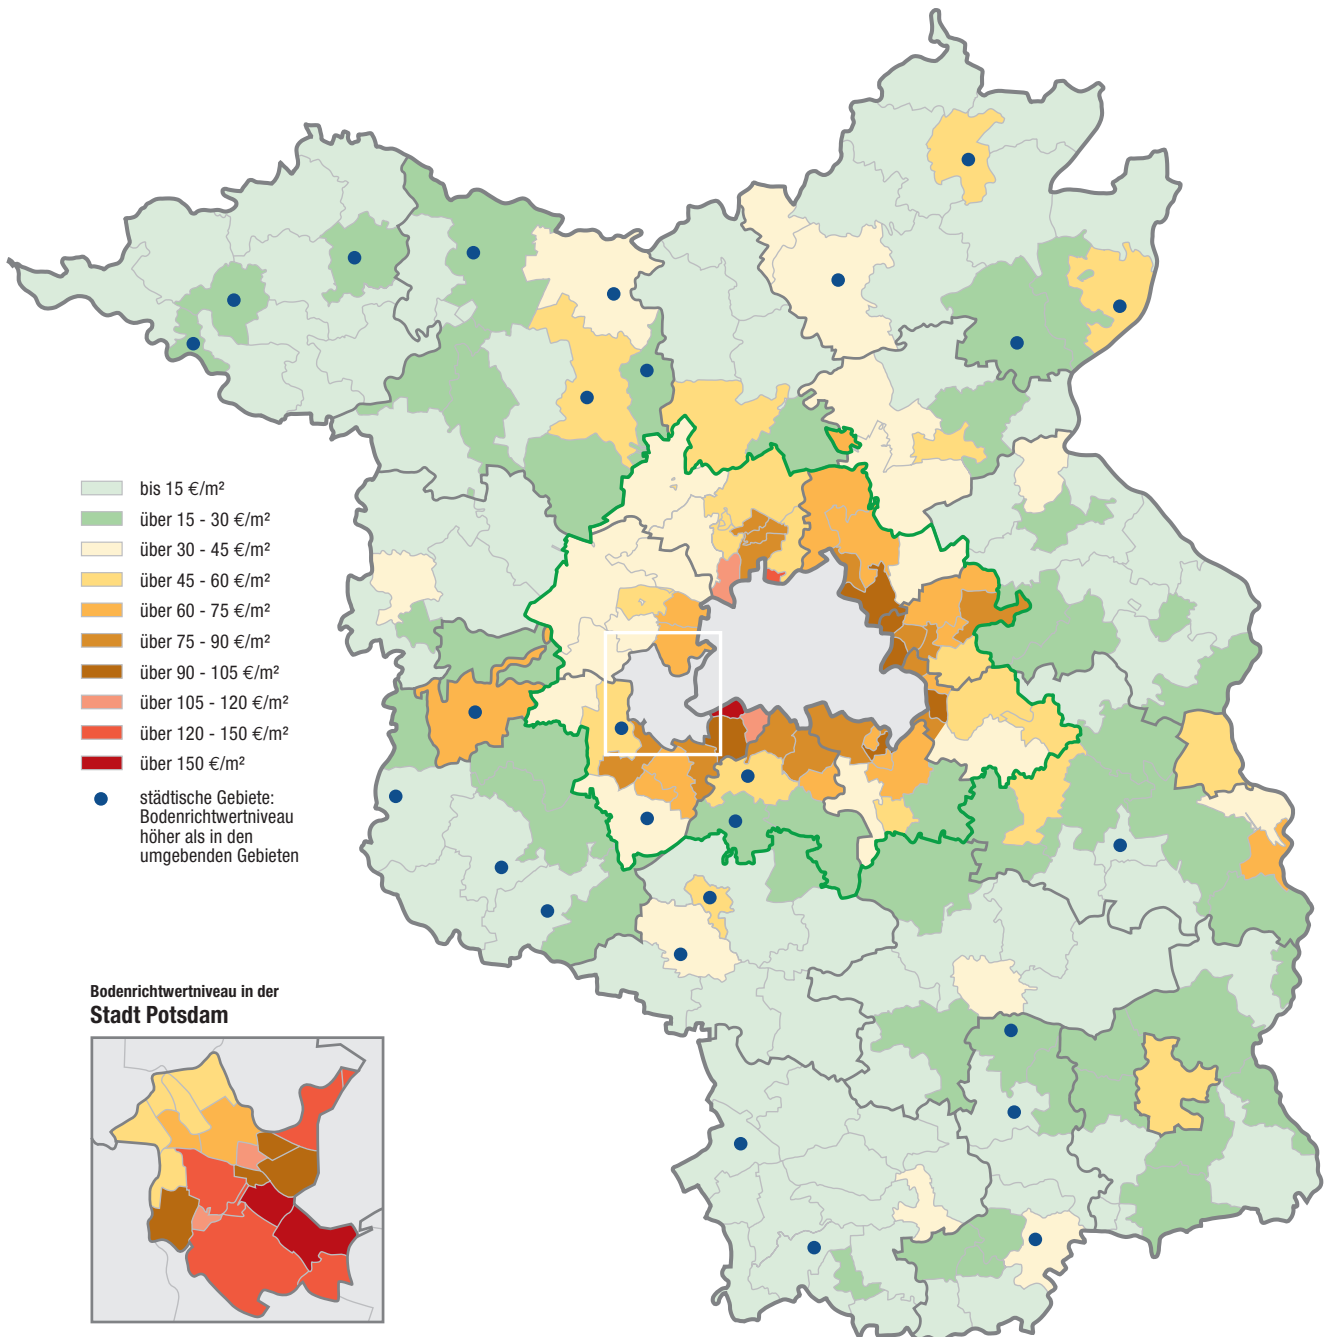 bis 15 €/m²
über 15 - 30 €/m²
über 30 - 45 €/m²
über 45 - 60 €/m²
über 60 - 75 €/m²
über 75 - 90 €/m²
über 90 - 105 €/m²
über 105 - 120 €/m²
über 120 - 150 €/m²
über 150 €/m²
städtische Gebiete:
Bodenrichtwertniveau
höher als in den
umgebenden Gebieten
Bodenrichtwertniveau in der
Stadt Potsdam